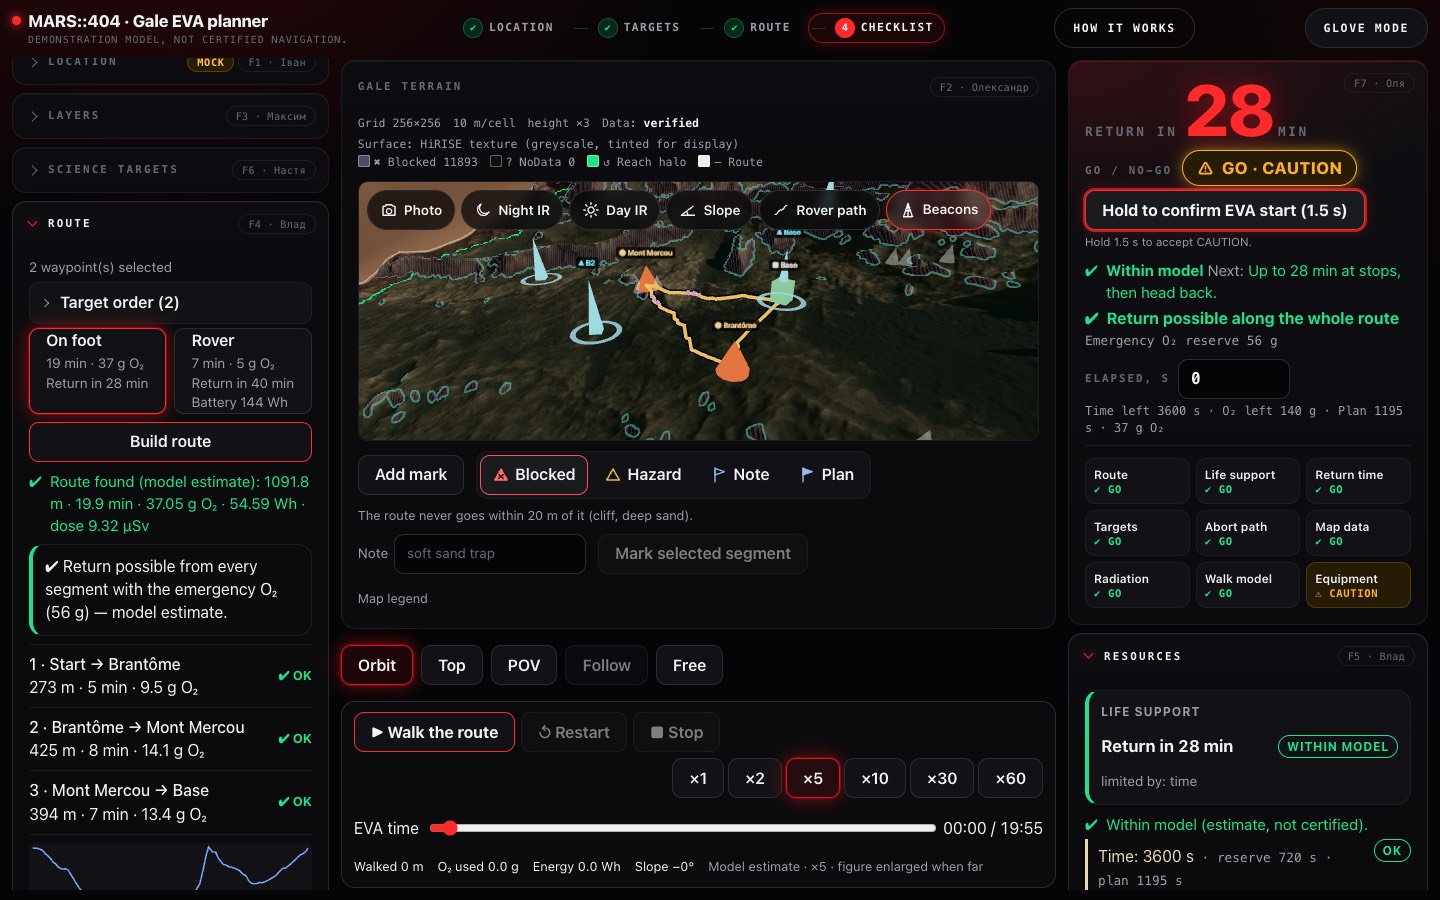 MARS::404 · Gale EVA planner
DEMONSTRATION MODEL, NOT CERTIFIED NAVIGATION.
✔ LOCATION
✔ TARGETS
✔ ROUTE
4 CHECKLIST
HOW IT WORKS
GLOVE MODE
LOCATION MOCK F1 · Іван
LAYERS F3 · Максим
SCIENCE TARGETS F6 · Настя
ROUTE F4 · Влад
2 waypoint(s) selected
Target order (2)
On foot
19 min · 37 g O₂
Return in 28 min
Rover
7 min · 5 g O₂
Return in 40 min
Battery 144 Wh
Build route
✔ Route found (model estimate): 1091.8
m · 19.9 min · 37.05 g O₂ · 54.59 Wh ·
dose 9.32 µSv
✔ Return possible from every
segment with the emergency O₂
(56 g) — model estimate.
1 · Start → Brantôme
273 m · 5 min · 9.5 g O₂
✔ OK
2 · Brantôme → Mont Mercou
425 m · 8 min · 14.1 g O₂
✔ OK
3 · Mont Mercou → Base
394 m · 7 min · 13.4 g O₂
✔ OK
GALE TERRAIN F2 · Олександр
Grid 256×256 10 m/cell height ×3 Data: verified
Surface: HiRISE texture (greyscale, tinted for display)
✖ Blocked 11893 ? NoData 0 ↺ Reach halo — Route
Photo
Night IR
Day IR
Slope
Rover path
Beacons
▲ Base
Mont Mercou
▲ B2
Base
Brantôme
Add mark
Blocked
Hazard
Note
Plan
The route never goes within 20 m of it (cliff, deep sand).
Note soft sand trap Mark selected segment
Map legend
Orbit
Top
POV
Follow
Free
▶ Walk the route
↺ Restart
Stop
×1
×2
×5
×10
×30
×60
EVA time 00:00 / 19:55
Walked 0 m O₂ used 0.0 g Energy 0.0 Wh Slope −0° Model estimate · ×5 · figure enlarged when far
F7 · Оля
RETURN IN 28 MIN
GO / NO-GO GO · CAUTION
Hold to confirm EVA start (1.5 s)
Hold 1.5 s to accept CAUTION.
✔ Within model Next: Up to 28 min at stops,
then head back.
✔ Return possible along the whole route
Emergency O₂ reserve 56 g
ELAPSED, S 0
Time left 3600 s · O₂ left 140 g · Plan 1195
s · 37 g O₂
Route
✔ GO
Life support
✔ GO
Return time
✔ GO
Targets
✔ GO
Abort path
✔ GO
Map data
✔ GO
Radiation
✔ GO
Walk model
✔ GO
Equipment
⚠ CAUTION
RESOURCES F5 · Влад
LIFE SUPPORT
Return in 28 min WITHIN MODEL
limited by: time
✔ Within model (estimate, not certified).
Time: 3600 s · reserve 720 s ·
plan 1195 s
OK